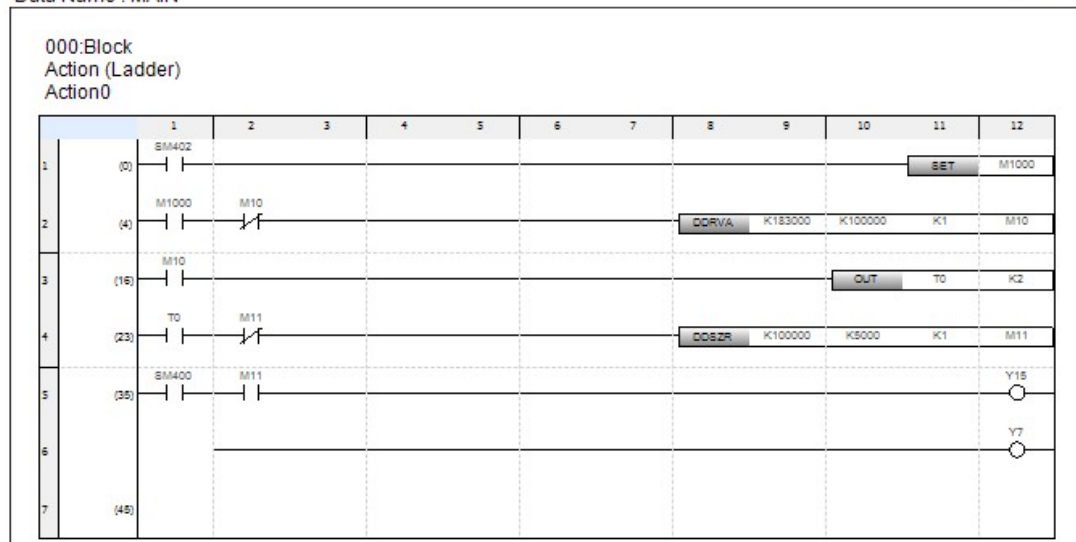 Data Name : MAIN
000:Block
Action (Ladder)
Action0
1 2 3 4 5 6 7 8 9 10 11 12
1 (0) SM402 SET M1000
2 (4) M1000 M10 DDRVA K183000 K100000 K1 M10
3 (16) M10 OUT T0 K2
4 (23) T0 M11 DDSZR K100000 K5000 K1 M11
5 (35) SM400 M11 Y15
6 Y7
7 (45)